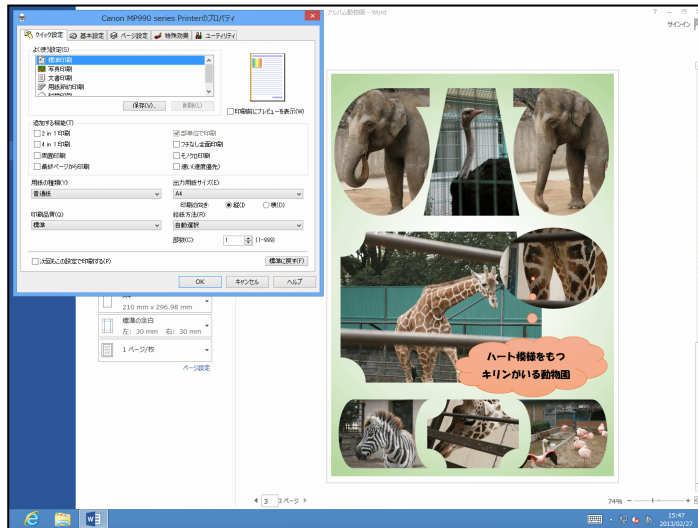 Canon MP990 series Printerのプロパティ
アルバム動物園 - Word
サインイン
クイック設定
基本設定
ページ設定
特殊効果
ユーティリティ
よく使う設定(S)
標準印刷
写真印刷
文書印刷
用紙節約印刷
保存(V)...
削除(L)
印刷前にプレビューを表示(W)
追加する機能(T)
2 in 1 印刷
4 in 1 印刷
両面印刷
最終ページから印刷
部単位で印刷
フチなし全面印刷
モノクロ印刷
速い(速度優先)
用紙の種類(Y)
普通紙
出力用紙サイズ(E):
A4
印刷の向き:
縦(I)
横(D)
印刷品質(Q)
標準
給紙方法(R)
自動選択
部数(C):
1
(1-999)
次回もこの設定で印刷する(P)
標準に戻す(F)
OK
キャンセル
ヘルプ
210 mm x 296.98 mm
標準の余白
左: 30 mm 右: 30 mm
1 ページ/枚
ページ設定
ハート模様をもつ
キリンがいる動物園
3
3 ページ
74%
あ
15:47
2013/02/27